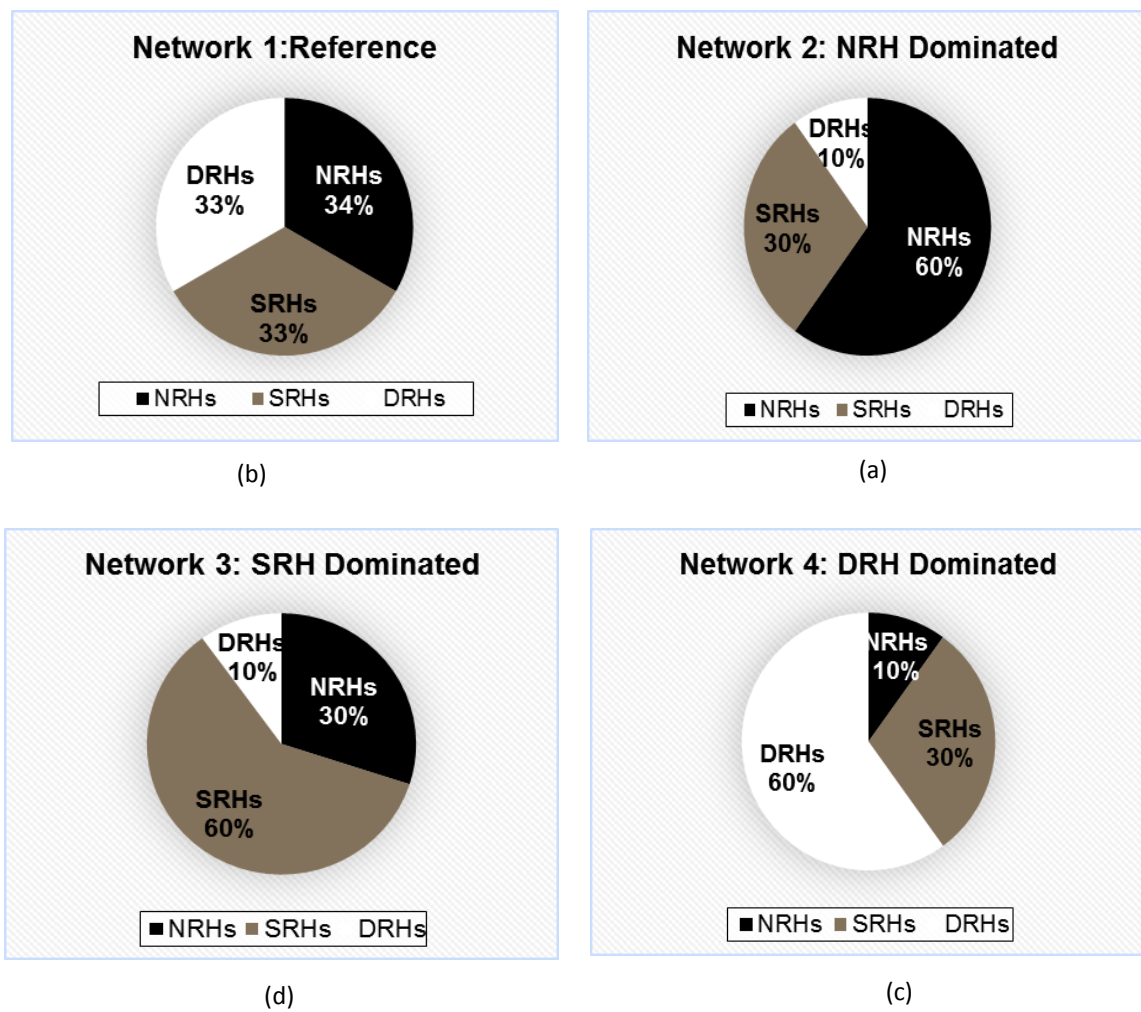 Network 1:Reference
DRHs
33%
NRHs
34%
SRHs
33%
NRHs SRHs DRHs
(b)
Network 2: NRH Dominated
DRHs
10%
SRHs
30%
NRHs
60%
NRHs SRHs DRHs
(a)
Network 3: SRH Dominated
DRHs
10%
NRHs
30%
SRHs
60%
NRHs SRHs DRHs
(d)
Network 4: DRH Dominated
NRHs
10%
SRHs
30%
DRHs
60%
NRHs SRHs DRHs
(c)